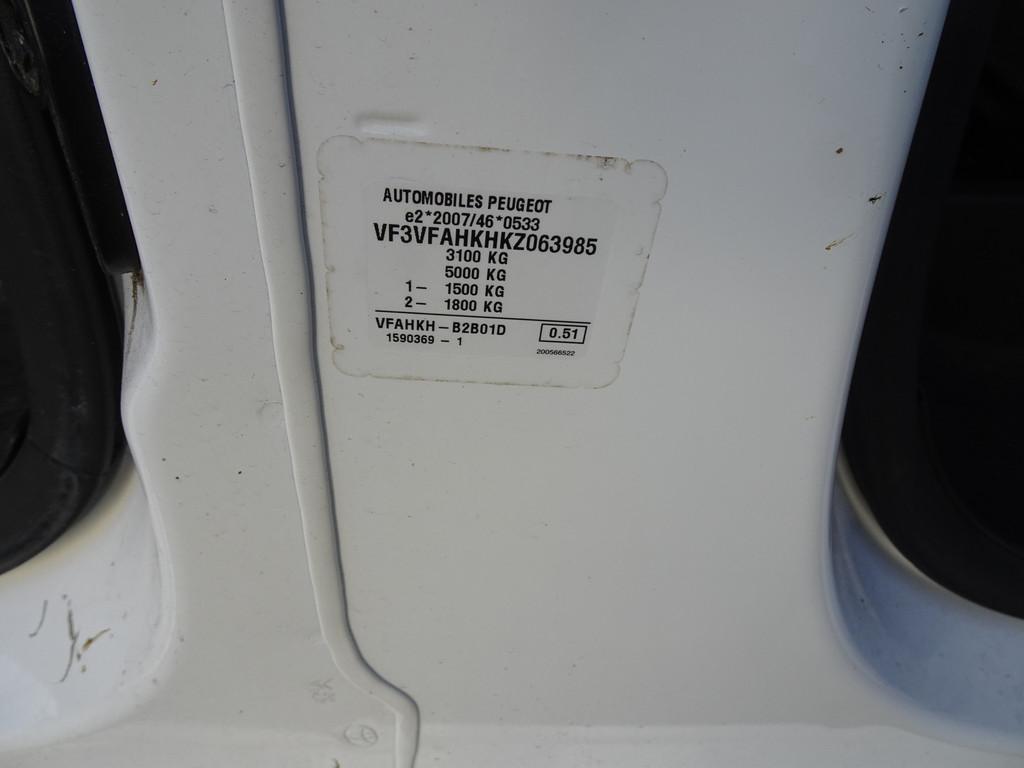 AUTOMOBILES PEUGEOT
e2*2007/46*0533
VF3VFAHKHKZ063985
3100 KG
5000 KG
1- 1500 KG
2- 1800 KG
VFAHKH-B2B01D 0.51
1590369 - 1
200566522